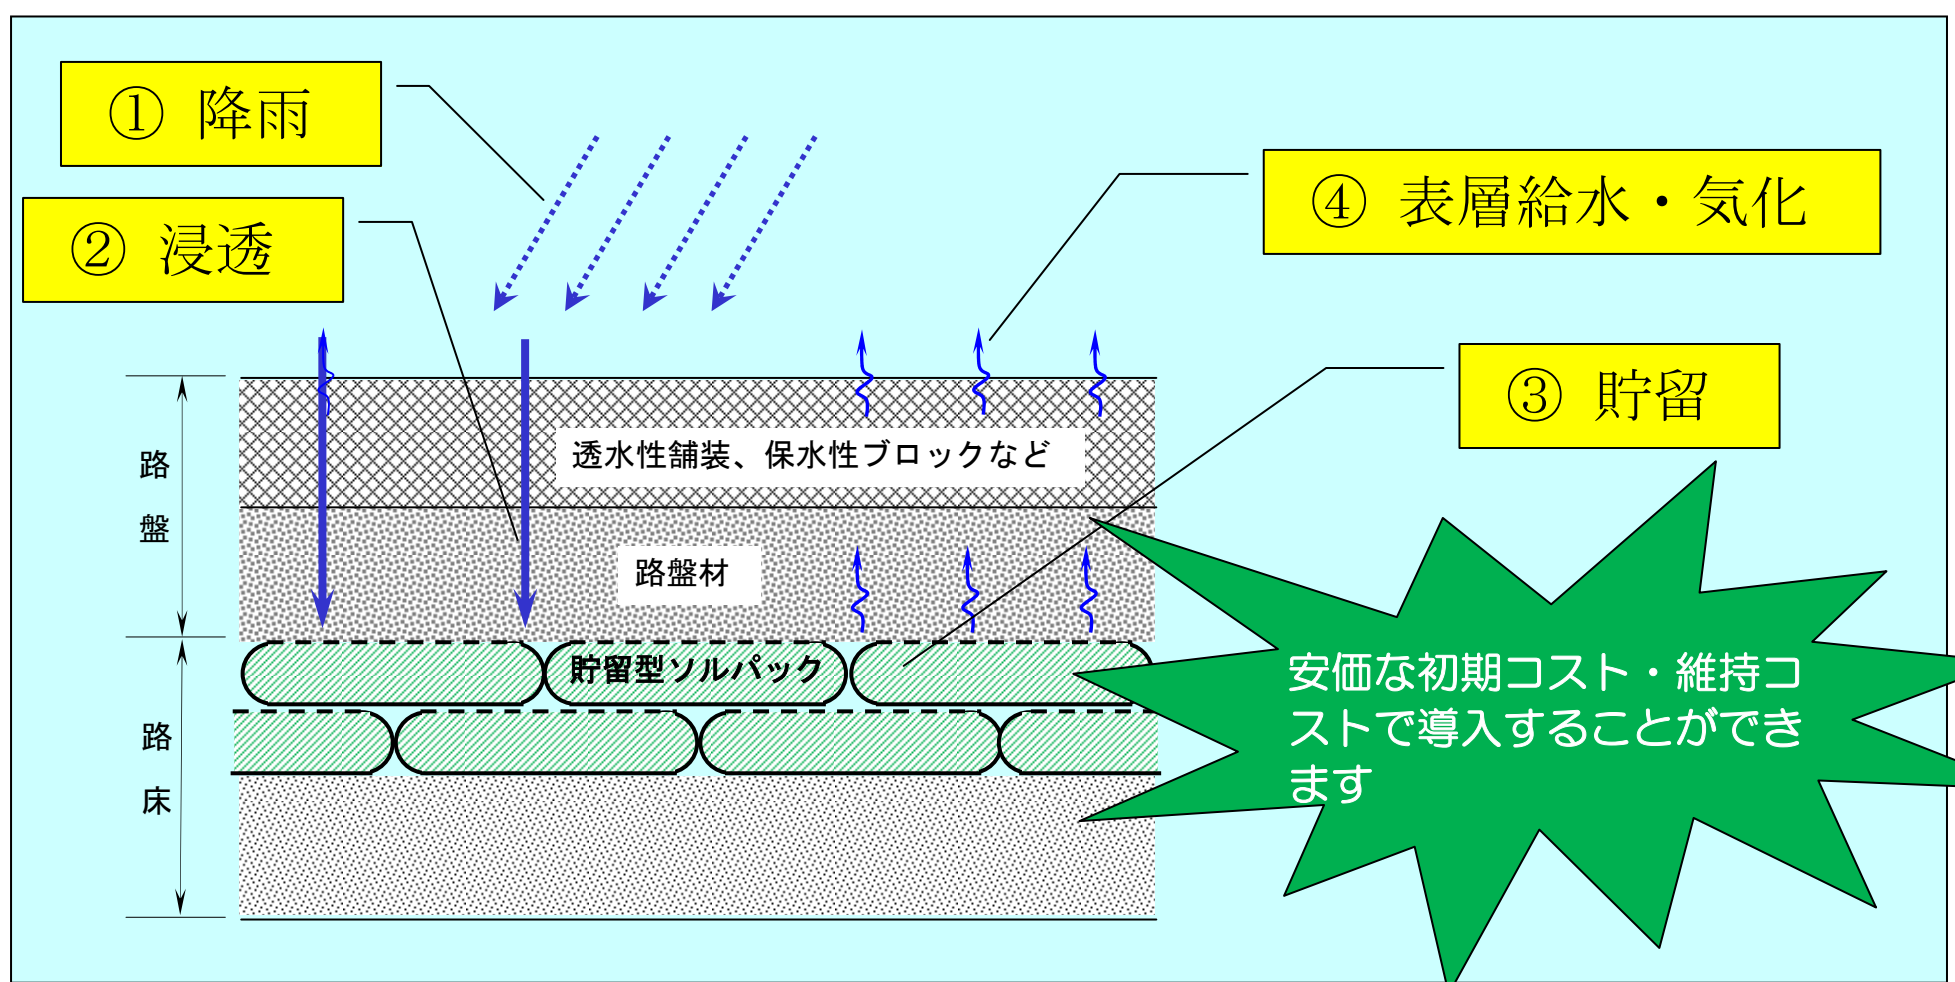 ① 降雨
② 浸透
④ 表層給水・気化
③ 貯留
透水性舗装、保水性ブロックなど
路盤
路盤材
貯留型ソルパック
路床
安価な初期コスト・維持コ
ストで導入することができ
ます